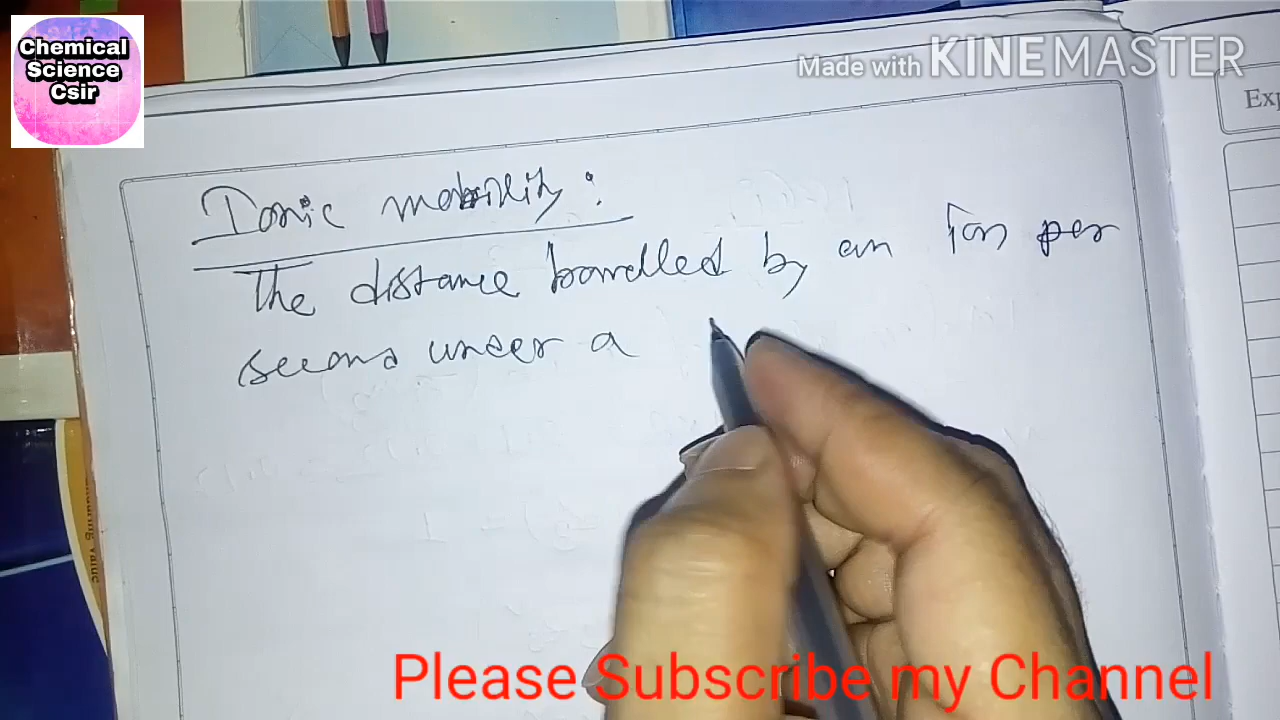 Chemical
Science
Csir
Made with KINEMASTER
Exp
Ionic mobility:
The distance travelled by an Ion per
second under a
Please Subscribe my Channel